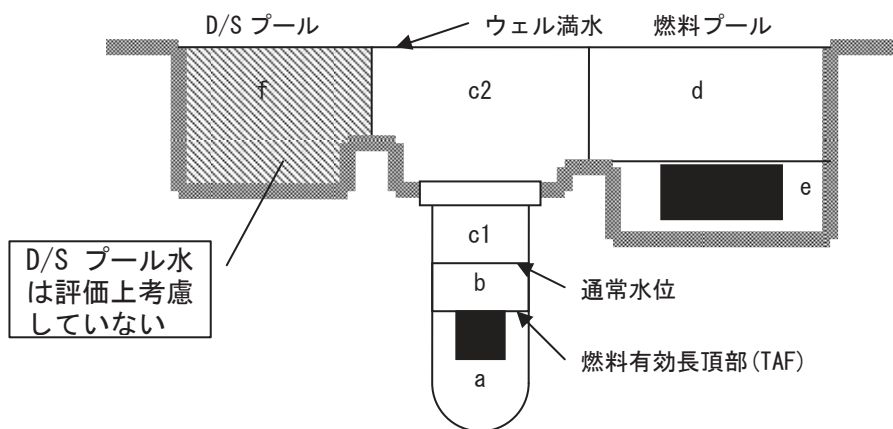 D/S プール
ウェル満水
燃料プール
f
c2
d
e
c1
D/S プール水
は評価上考慮
していない
b
通常水位
燃料有効長頂部(TAF)
a